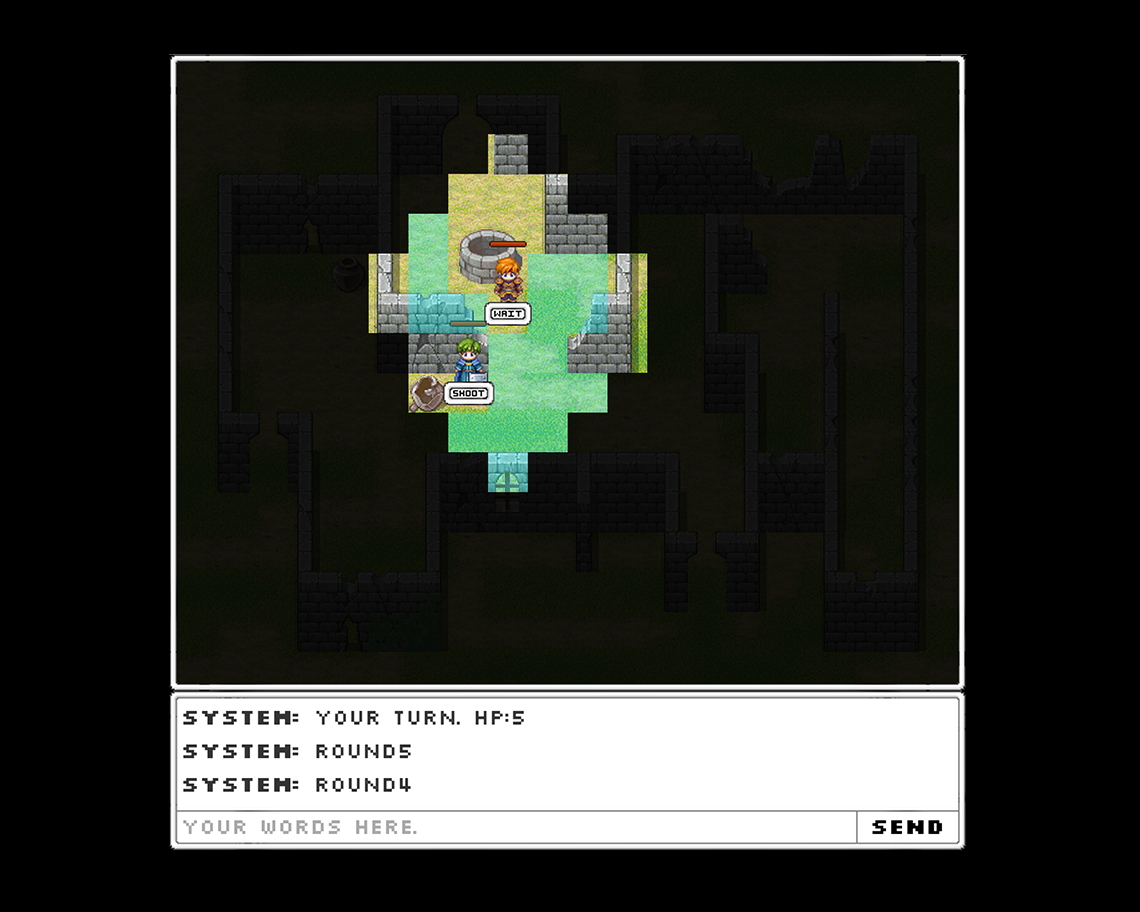 WAIT
SHOOT
SYSTEM: YOUR TURN. HP:5
SYSTEM: ROUND5
SYSTEM: ROUND4
YOUR WORDS HERE.
SEND